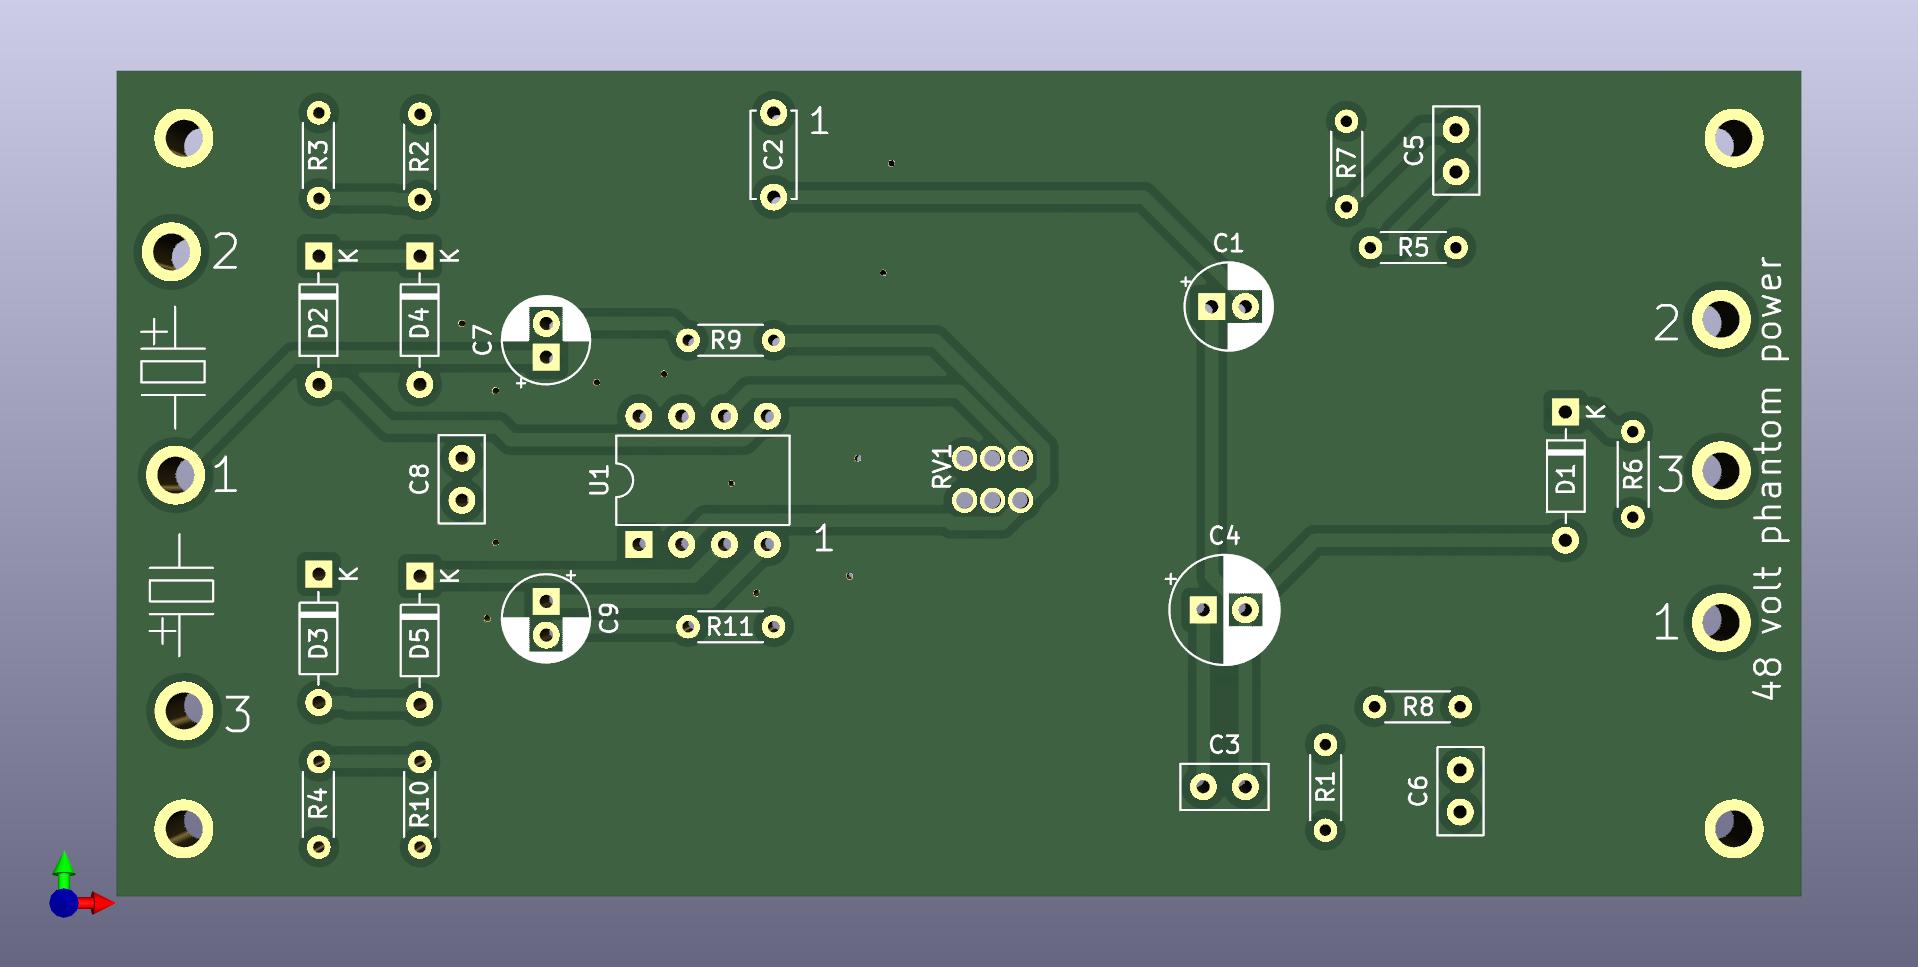 R3
R2
C2
1
R7
C5
2
K
K
C1
+
R5
D2
D4
C7
+
+
R9
2
48 volt phantom power
K
1
C8
U1
RV1
D1
R6
3
1
C4
+
K
K
+
C9
D3
D5
R11
+
1
3
R8
C3
R4
R10
R1
C6